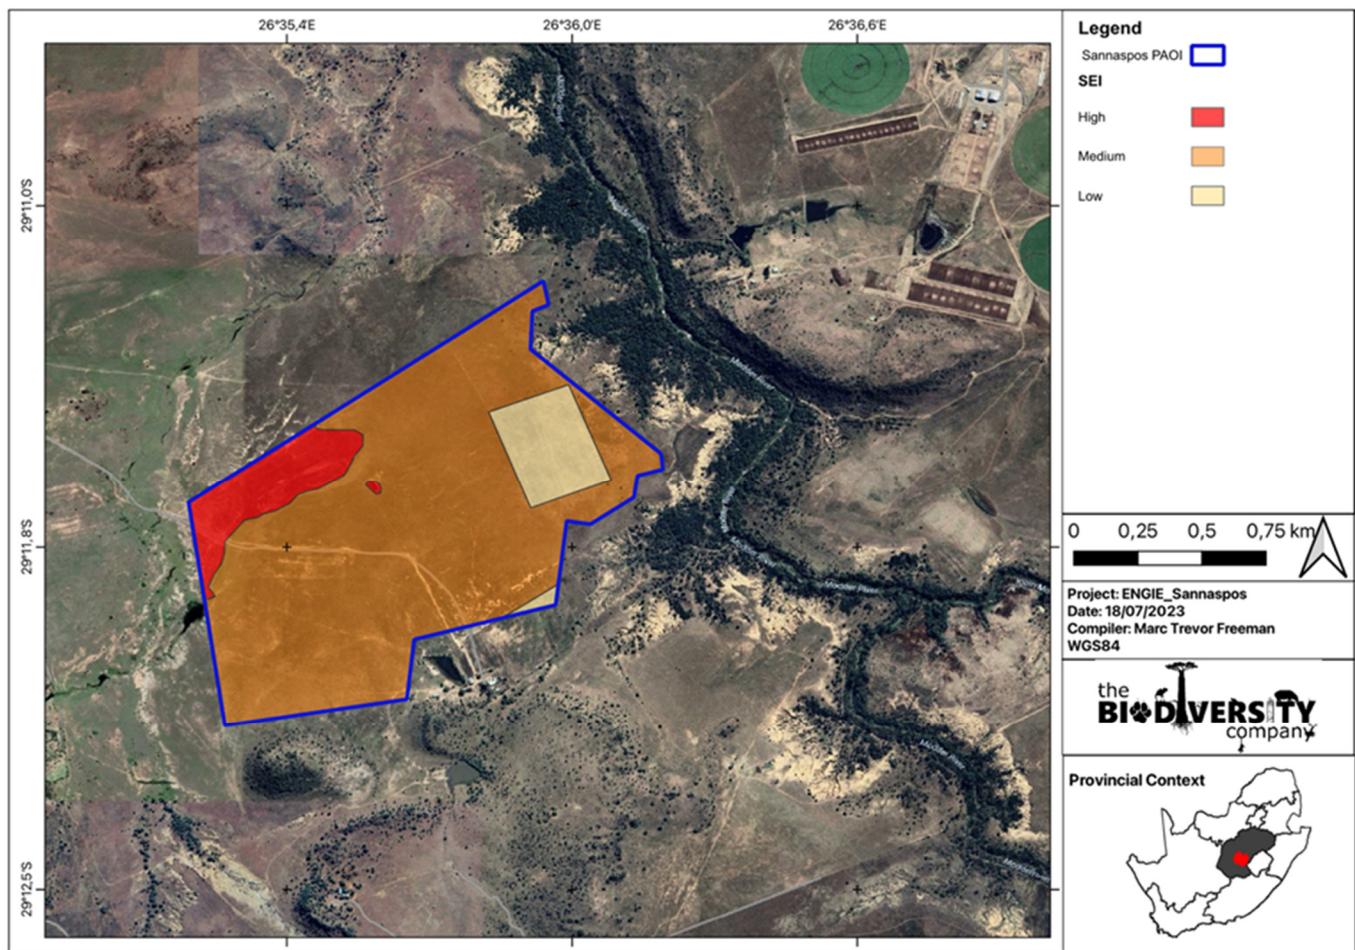 26°35,4'E
26°36,0'E
26°36,6'E
29°11,0'S
29°11,8'S
29°12,5'S
Modder River
Legend
Sannaspos PAOI
SEI
High
Medium
Low
0 0,25 0,5 0,75 km
Project: ENGIE_Sannaspos
Date: 18/07/2023
Compiler: Marc Trevor Freeman
WGS84
the
BIODIVERSITY
company
Provincial Context